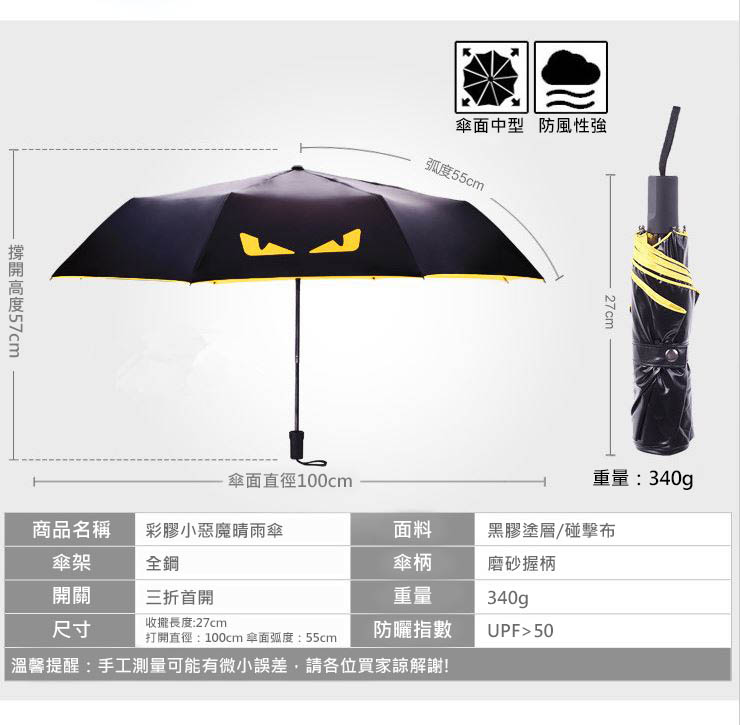 傘面中型 防風性強
弧度55cm
撐開高度57cm
27cm
傘面直徑100cm
重量：340g
商品名稱 彩膠小惡魔晴雨傘 面料 黑膠塗層/碰擊布
傘架 全鋼 傘柄 磨砂握柄
開關 三折首開 重量 340g
尺寸 收攏長度:27cm
打開直徑：100cm 傘面弧度：55cm 防曬指數 UPF>50
溫馨提醒：手工測量可能有微小誤差，請各位買家諒解謝!